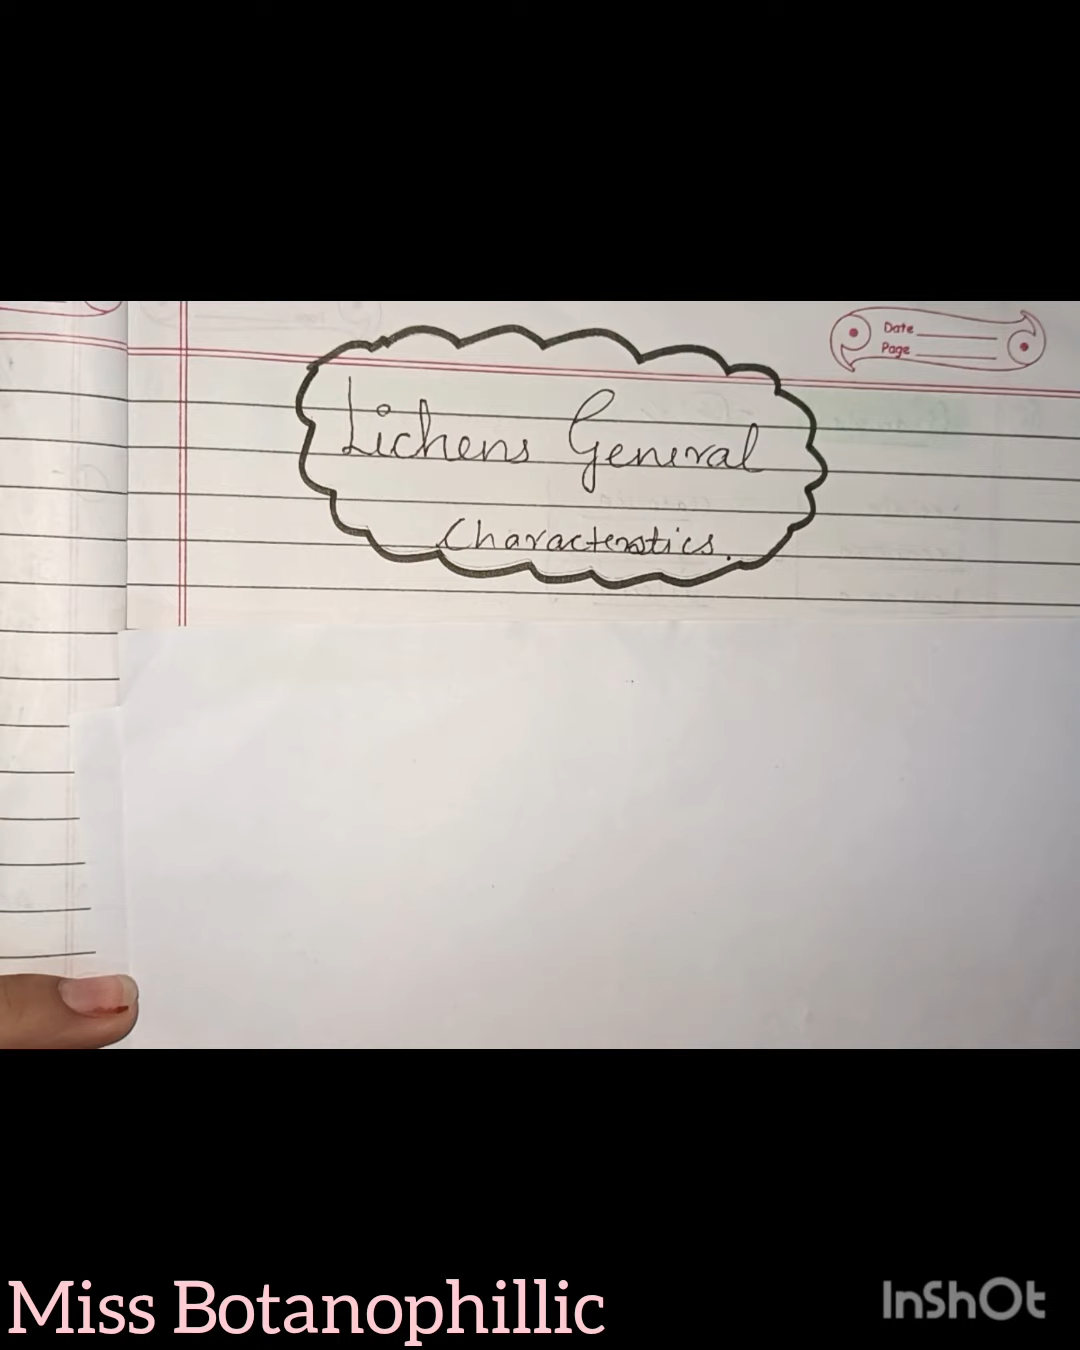 Date
Page
Lichens General
Characteristics.
Miss Botanophillic
InShOt